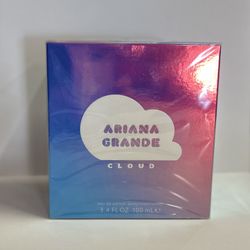 ARIANA
GRANDE
CLOUD
3.4 FL.OZ. 100 mL ℮